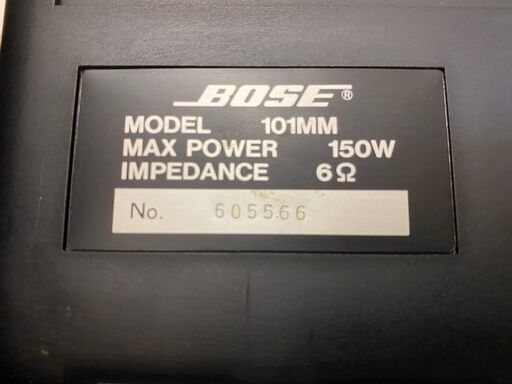 BOSE®
MODEL 101MM
MAX POWER 150W
IMPEDANCE 6Ω
No. 605566